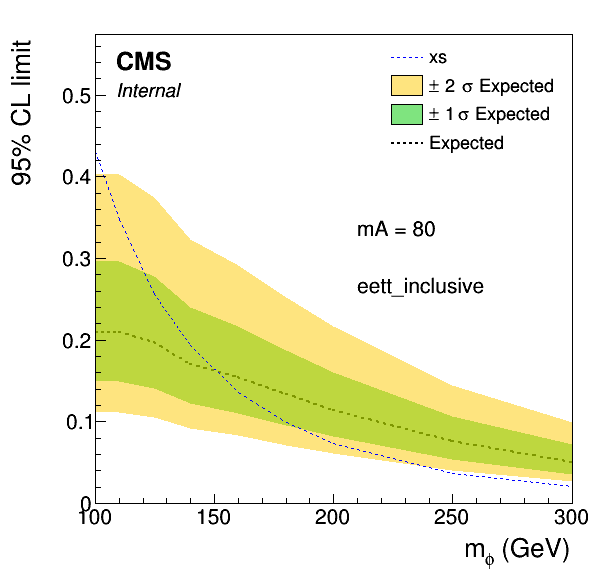 95% CL limit
CMS
Internal
xs
± 2 σ Expected
± 1 σ Expected
Expected
mA = 80
eett_inclusive
0.5
0.4
0.3
0.2
0.1
0
100 150 200 250 300
mϕ (GeV)